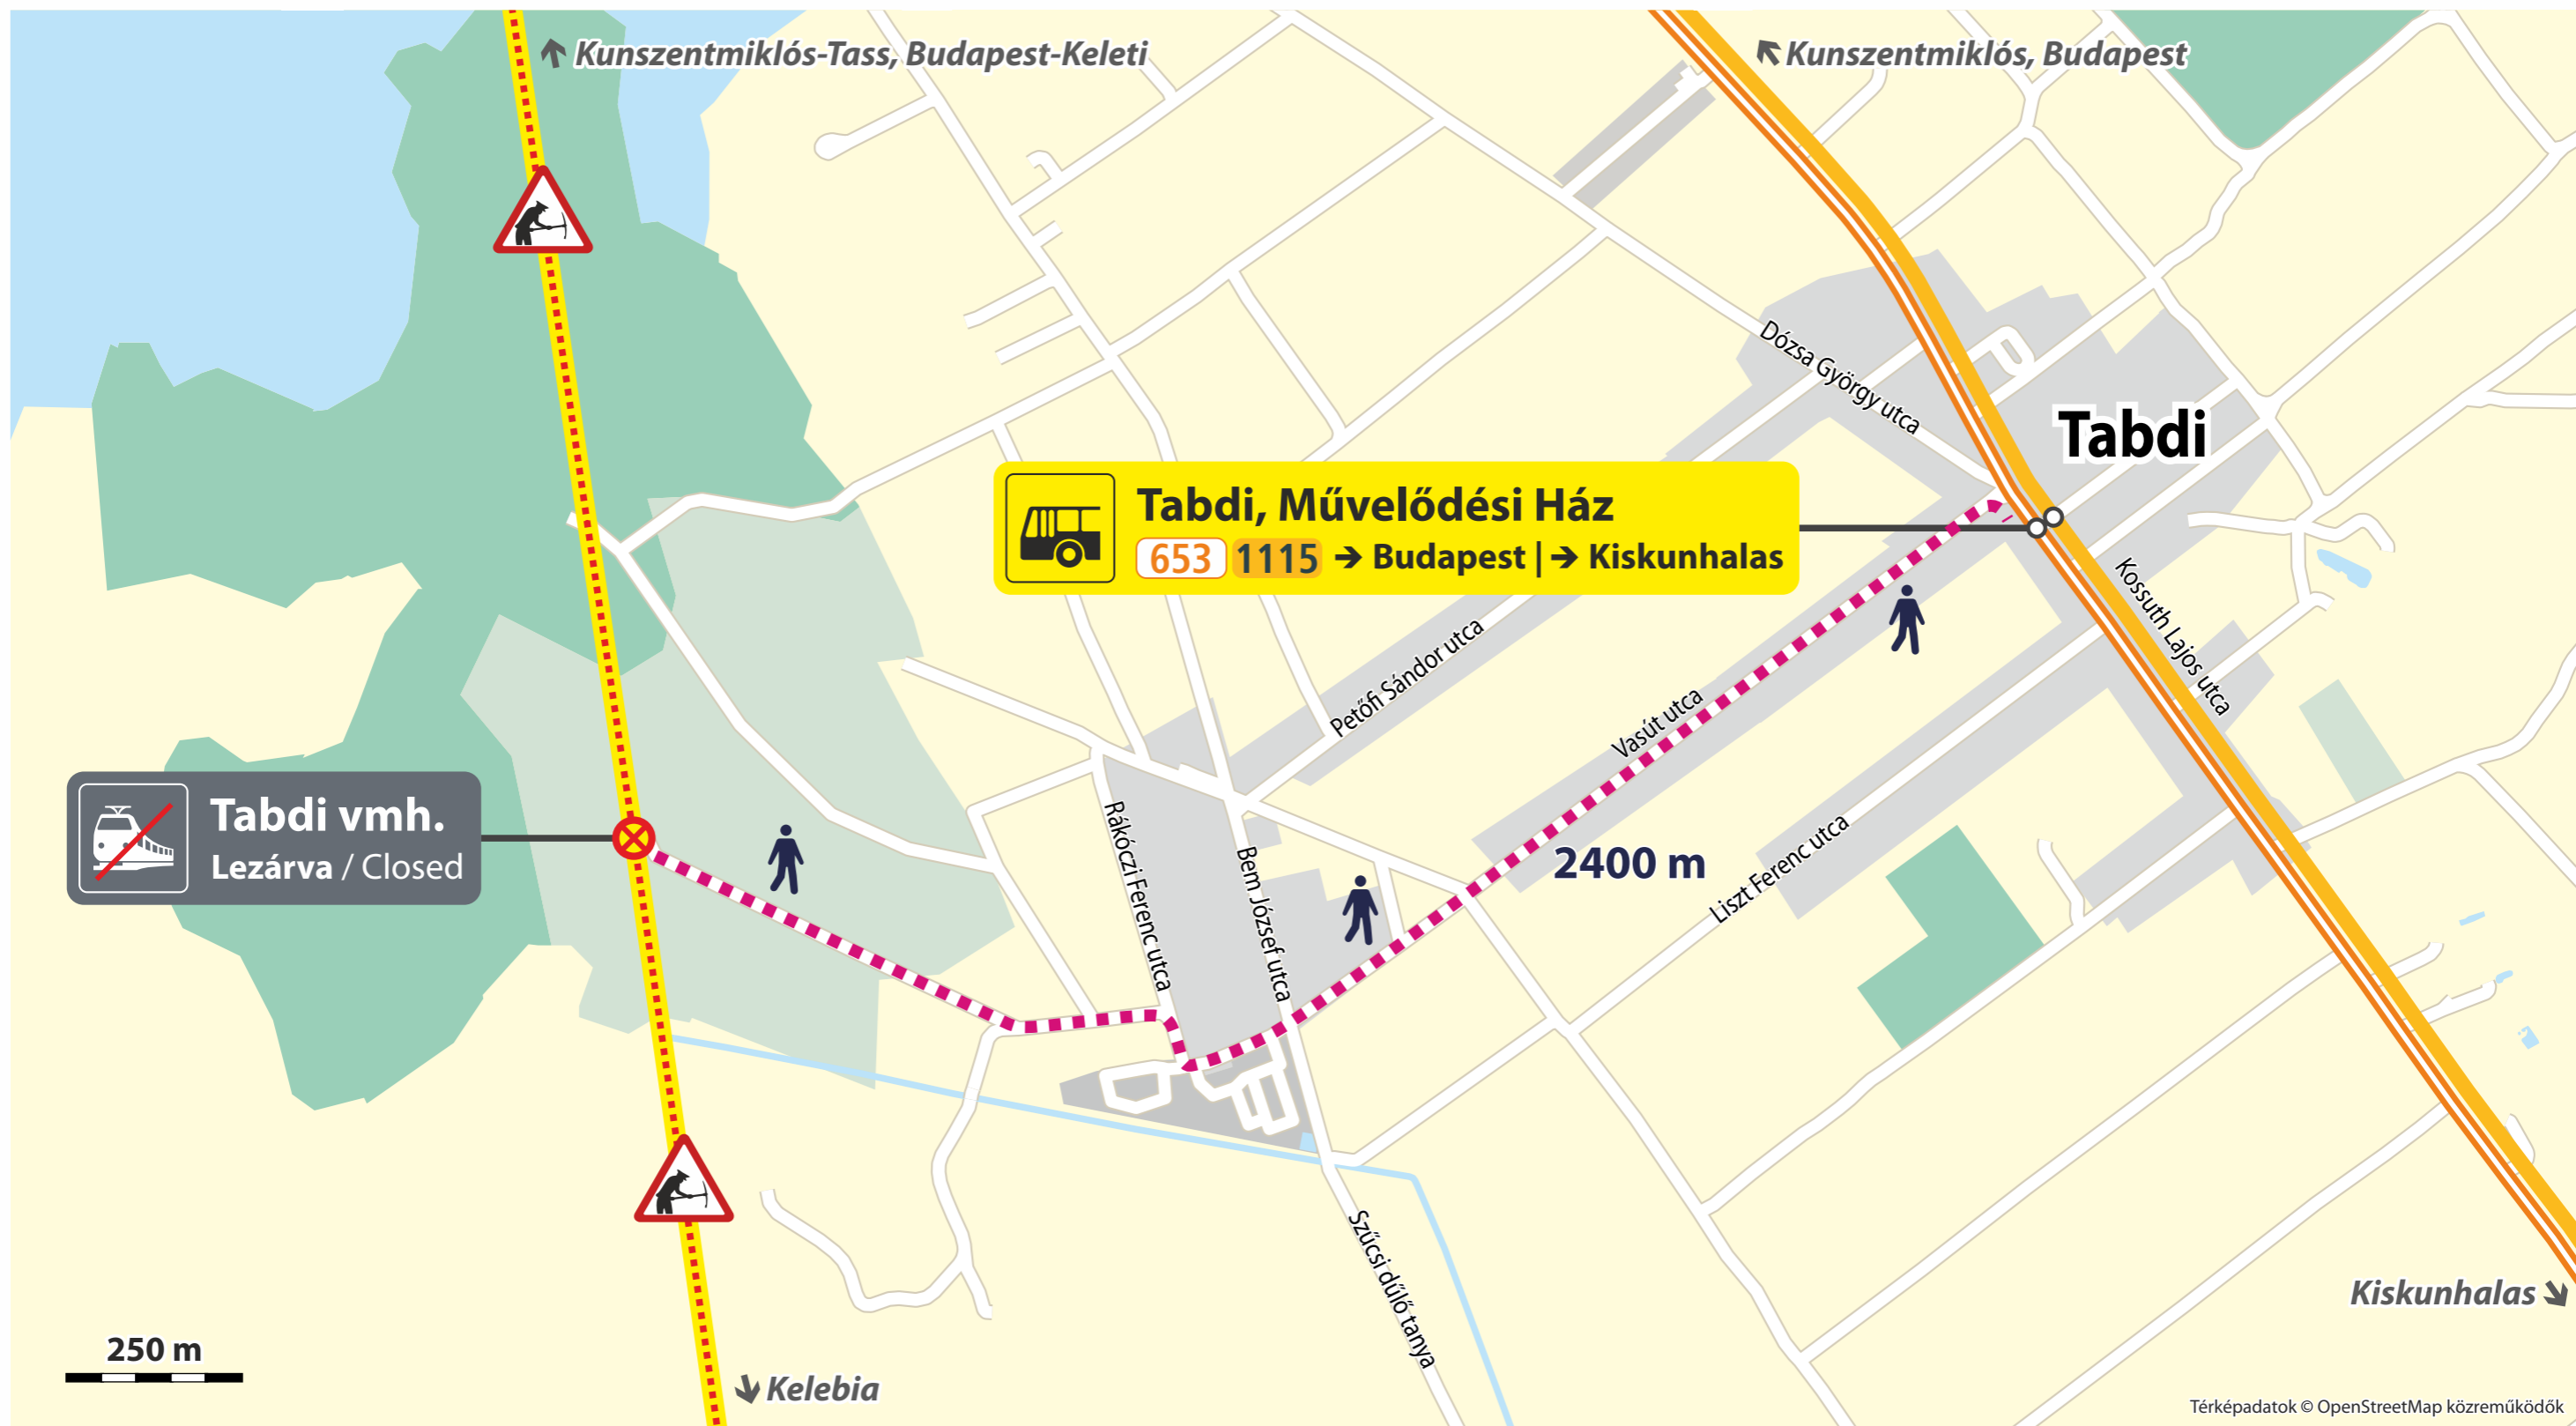 Kunszentmiklós-Tass, Budapest-Keleti
Kunszentmiklós, Budapest
Dózsa György utca
Tabdi
Tabdi, Művelődési Ház
653 1115 ➔ Budapest | ➔ Kiskunhalas
Kossuth Lajos utca
Petőfi Sándor utca
Vasút utca
Tabdi vmh.
Lezárva / Closed
Rákóczi Ferenc utca
Bem József utca
2400 m
Liszt Ferenc utca
Szűcsi dűlő tanya
Kiskunhalas
250 m
Kelebia
Térképadatok © OpenStreetMap közreműködők